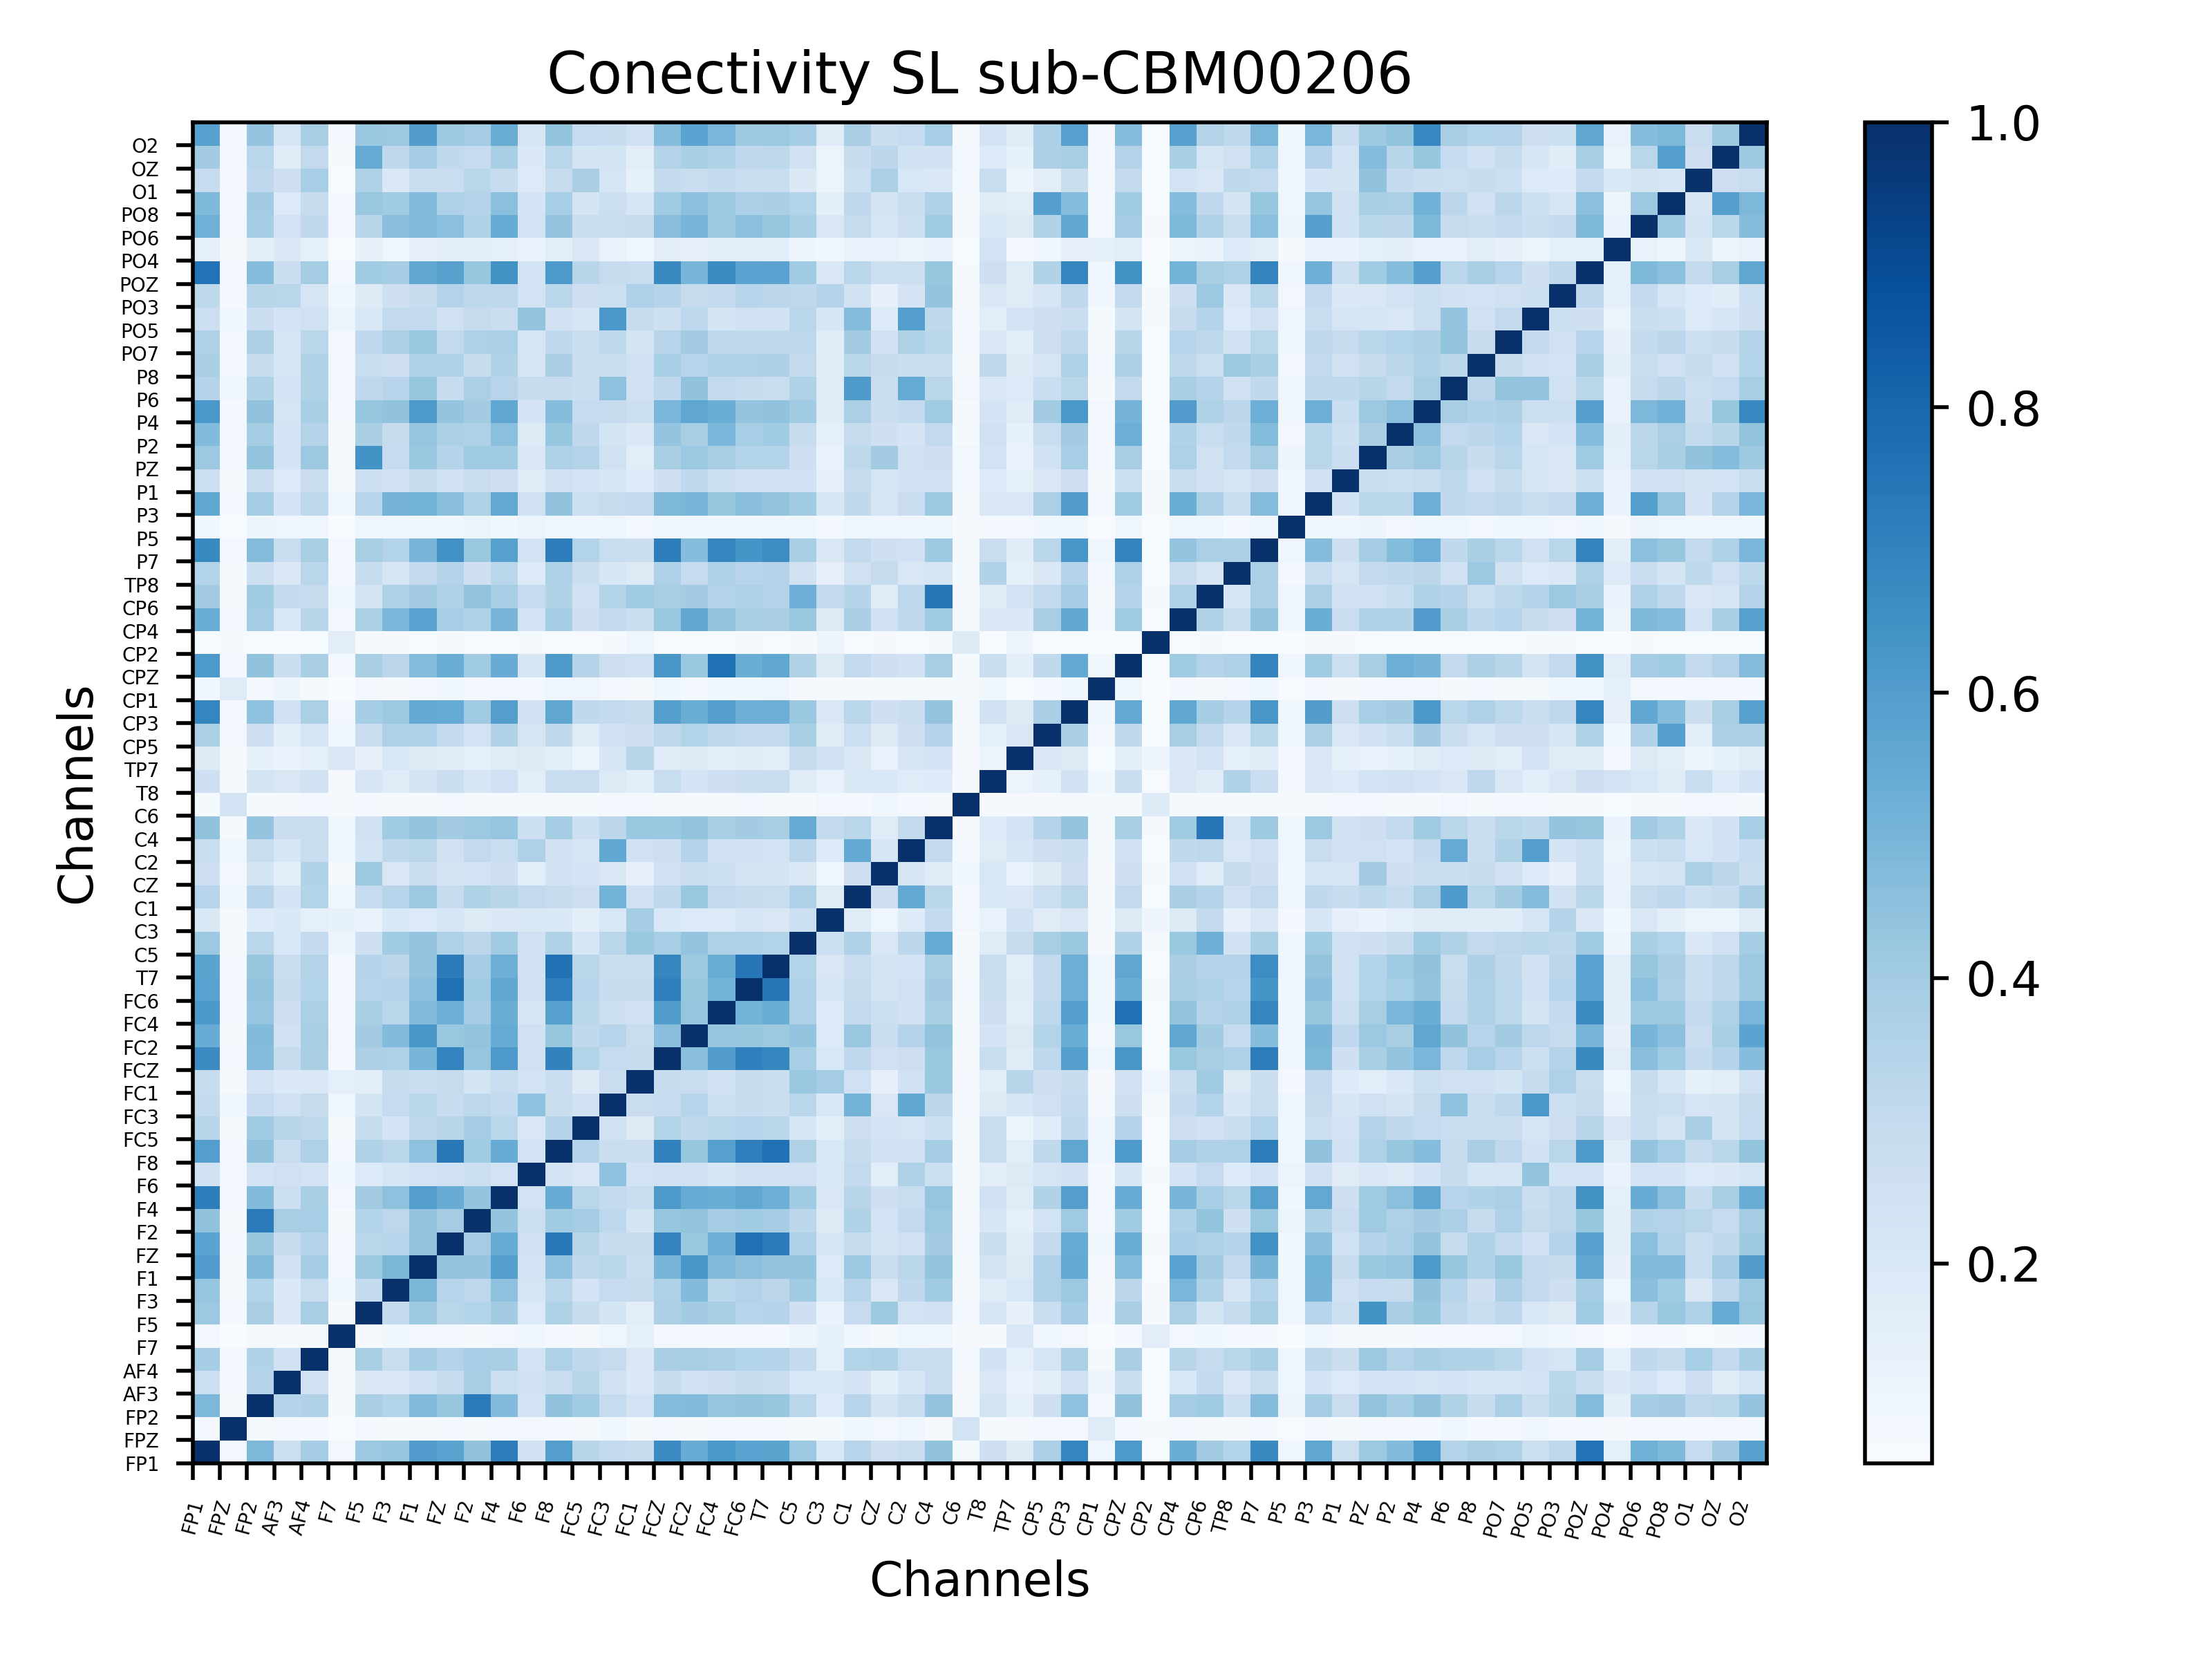 Conectivity SL sub-CBM00206
O2
OZ
O1
PO8
PO6
PO4
POZ
PO3
PO5
PO7
P8
P6
P4
P2
PZ
P1
P3
P5
P7
TP8
CP6
CP4
CP2
CPZ
CP1
CP3
CP5
TP7
T8
C6
C4
C2
CZ
C1
C3
C5
T7
FC6
FC4
FC2
FCZ
FC1
FC3
FC5
F8
F6
F4
F2
FZ
F1
F3
F5
F7
AF4
AF3
FP2
FPZ
FP1
Channels
FP1 FPZ FP2 AF3 AF4 F7 F5 F3 F1 FZ F2 F4 F6 F8 FC5 FC3 FC1 FCZ FC2 FC4 FC6 T7 C5 C3 C1 CZ C2 C4 C6 T8 TP7 CP5 CP3 CP1 CPZ CP2 CP4 CP6 TP8 P7 P5 P3 P1 PZ P2 P4 P6 P8 PO7 PO5 PO3 POZ PO4 PO6 PO8 O1 OZ O2
Channels
1.0
0.8
0.6
0.4
0.2